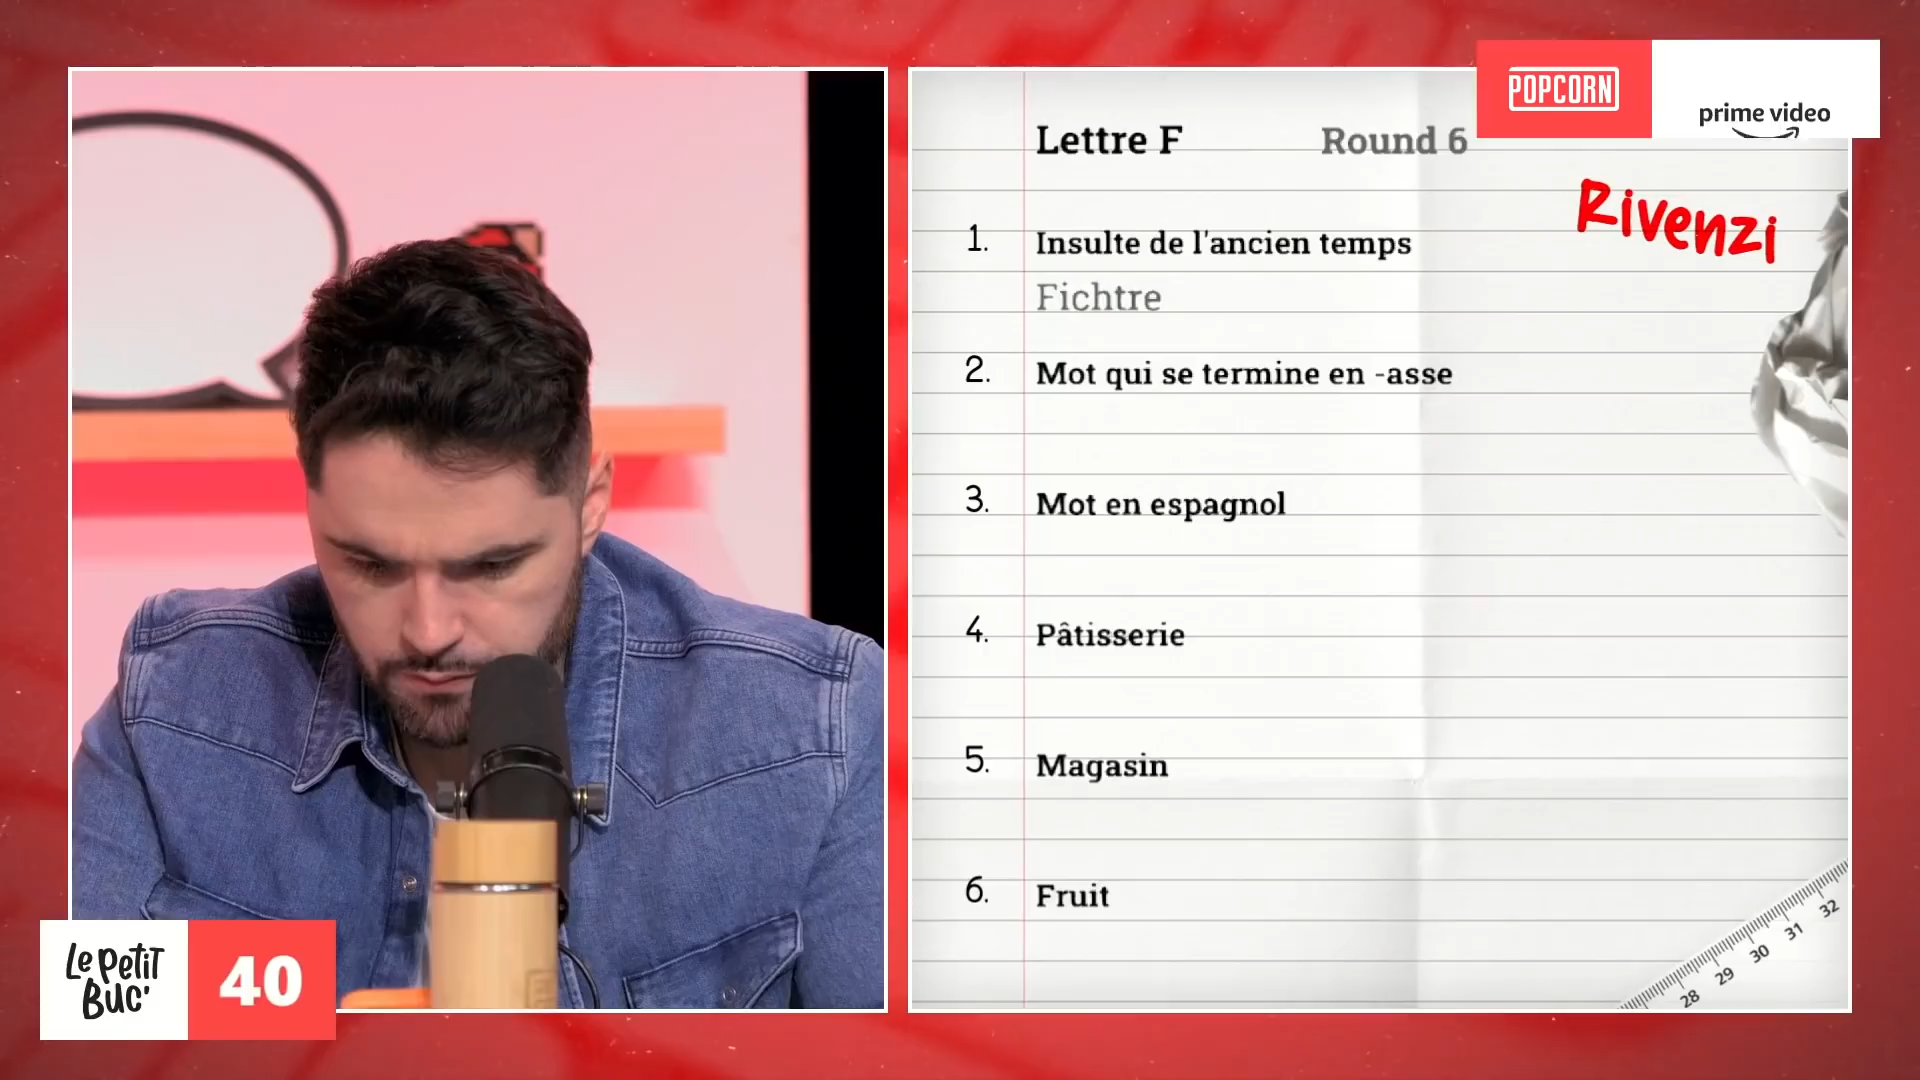 POPCORN
prime video
Lettre F
Round 6
Rivenzi
1. Insulte de l'ancien temps
Fichtre
2. Mot qui se termine en -asse
3. Mot en espagnol
4. Pâtisserie
5. Magasin
6. Fruit
28 29 30 31 32
Le Petit
Buc'
40